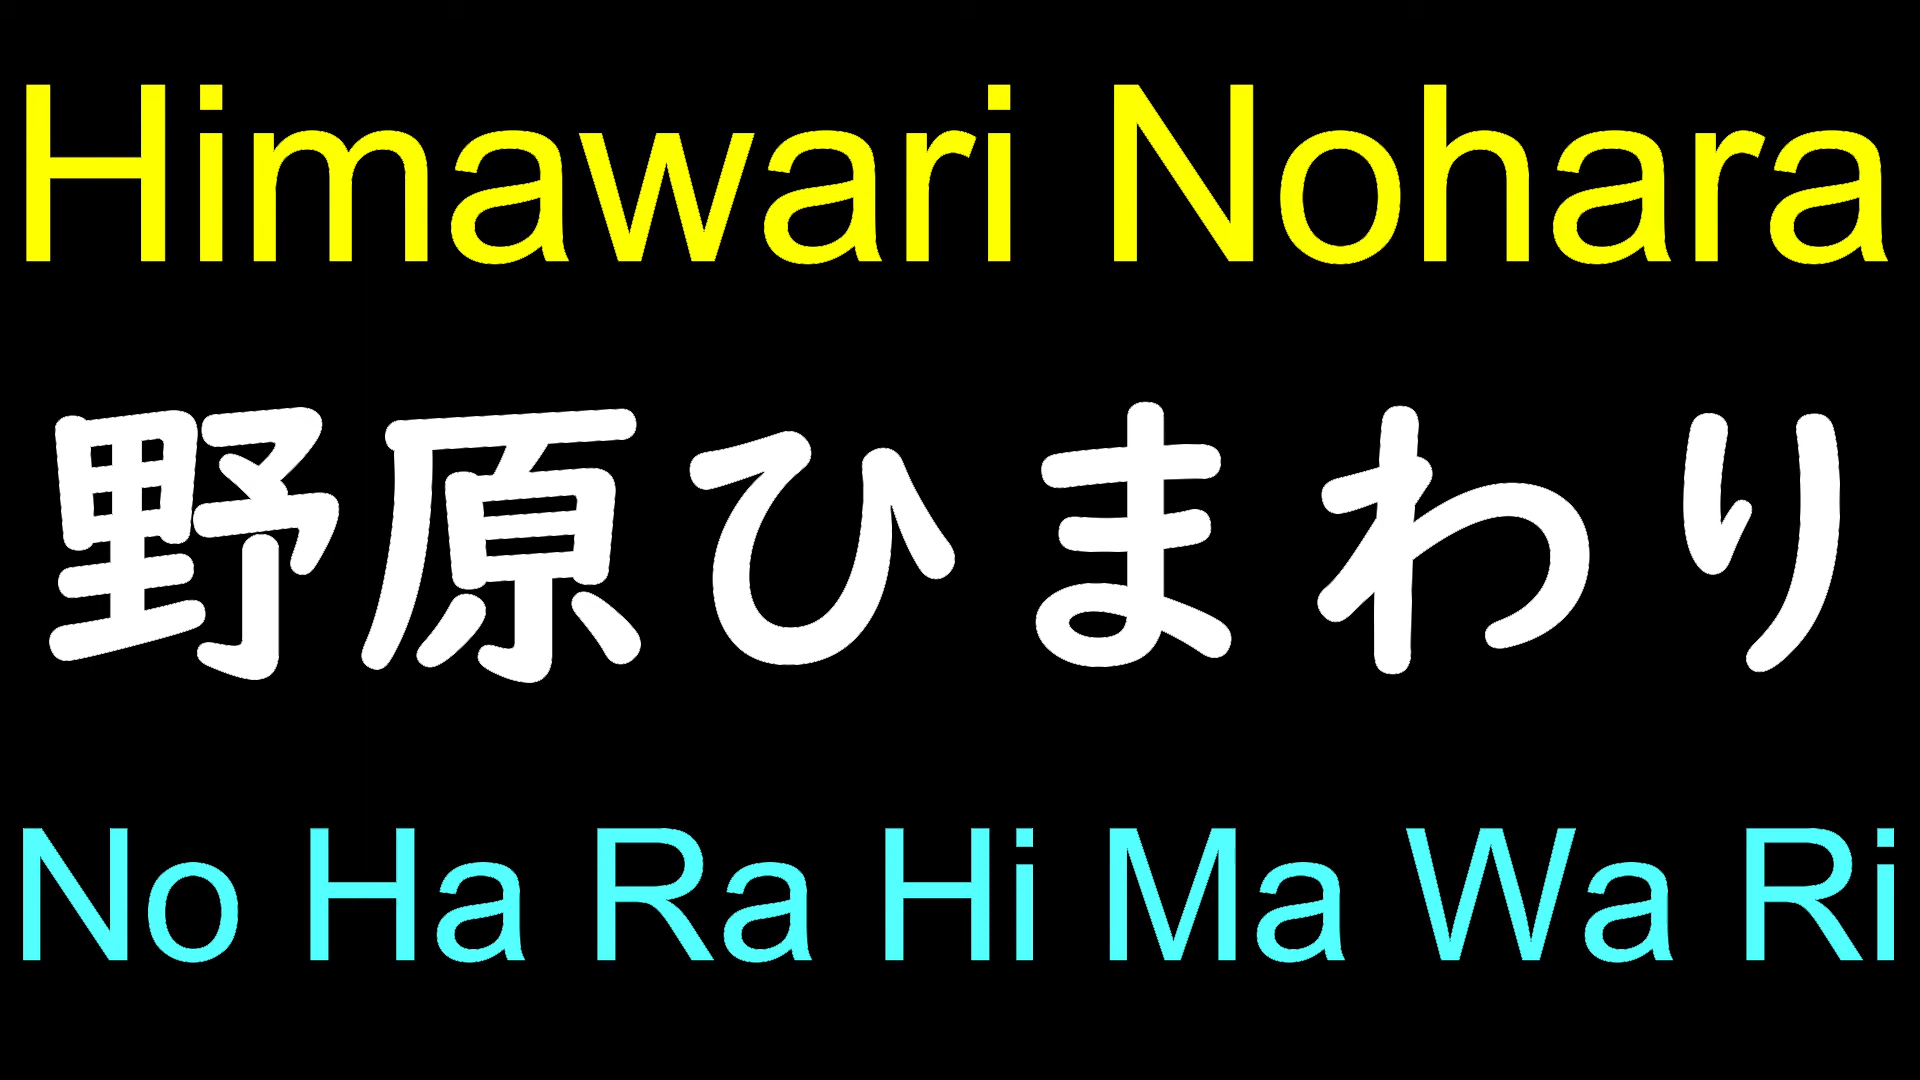 Himawari Nohara
野原ひまわり
No Ha Ra Hi Ma Wa Ri